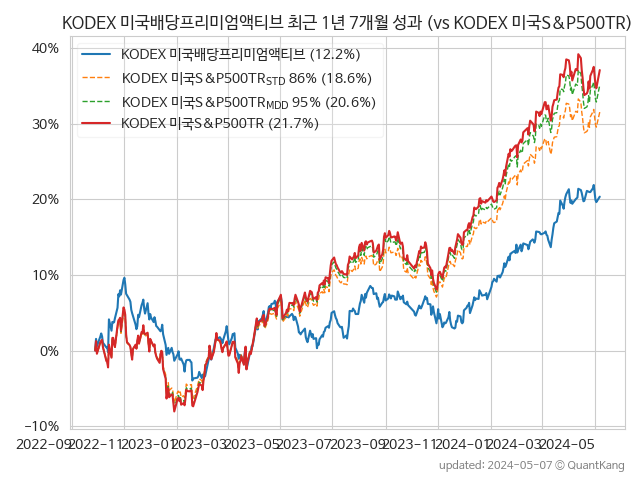 KODEX 미국배당프리미엄액티브 최근 1년 7개월 성과 (vs KODEX 미국S&P500TR)
KODEX 미국배당프리미엄액티브 (12.2%)
KODEX 미국S&P500TR_STD 86% (18.6%)
KODEX 미국S&P500TR_MDD 95% (20.6%)
KODEX 미국S&P500TR (21.7%)
40%
30%
20%
10%
0%
−10%
2022-09 2022-11 2023-01 2023-03 2023-05 2023-07 2023-09 2023-11 2024-01 2024-03 2024-05
updated: 2024-05-07 © QuantKang